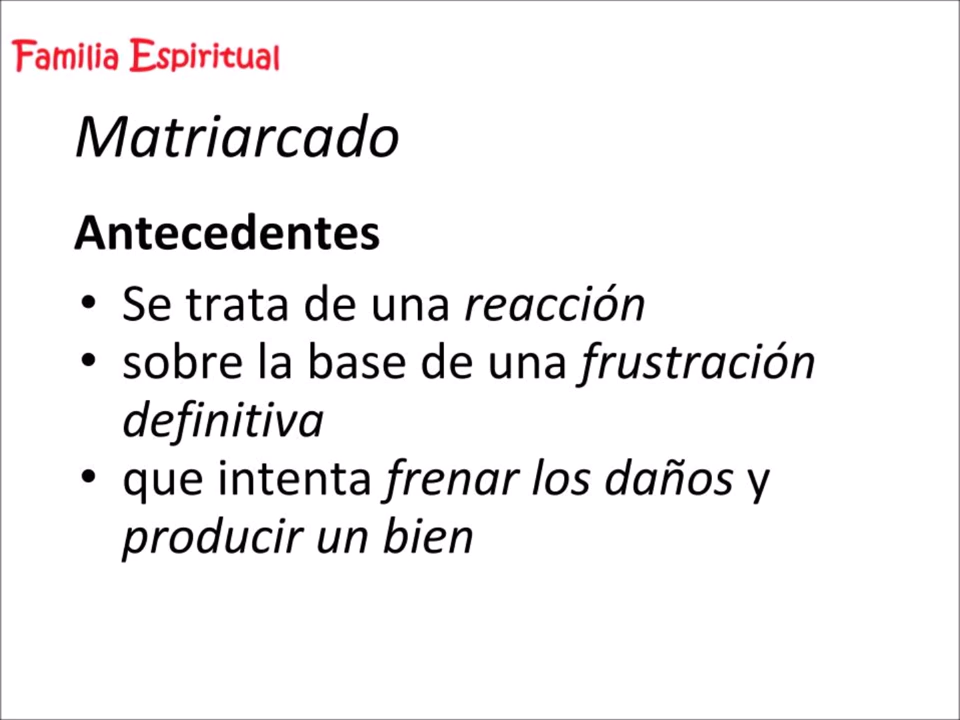 Familia Espiritual
Matriarcado
Antecedentes
• Se trata de una reacción
• sobre la base de una frustración
definitiva
• que intenta frenar los daños y
producir un bien